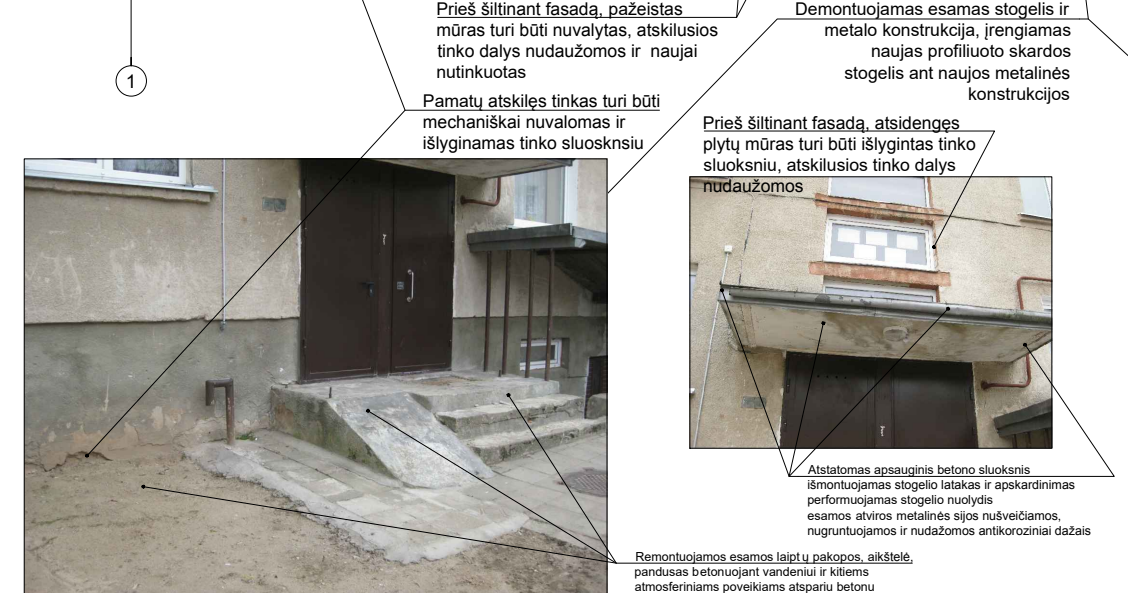 Prieš šiltinant fasadą, pažeistas
mūras turi būti nuvalytas, atskilusios
tinko dalys nudaužomos ir naujai
nutinkuotas
Demontuojamas esamas stogelis ir
metalo konstrukcija, įrengiamas
naujas profiliuoto skardos
stogelis ant naujos metalinės
konstrukcijos
1
Pamatų atskilęs tinkas turi būti
mechaniškai nuvalomas ir
išlyginamas tinko sluosknsiu
Prieš šiltinant fasadą, atsidengęs
plytų mūras turi būti išlygintas tinko
sluoksniu, atskilusios tinko dalys
nudaužomos
Atstatomas apsauginis betono sluoksnis
išmontuojamas stogelio latakas ir apskardinimas
performuojamas stogelio nuolydis
esamos atviros metalinės sijos nušveičiamos,
nugruntuojamos ir nudažomos antikoroziniai dažais
Remontuojamos esamos laiptų pakopos, aikštelė,
pandusas betonuojant vandeniui ir kitiems
atmosferiniams poveikiams atspariu betonu